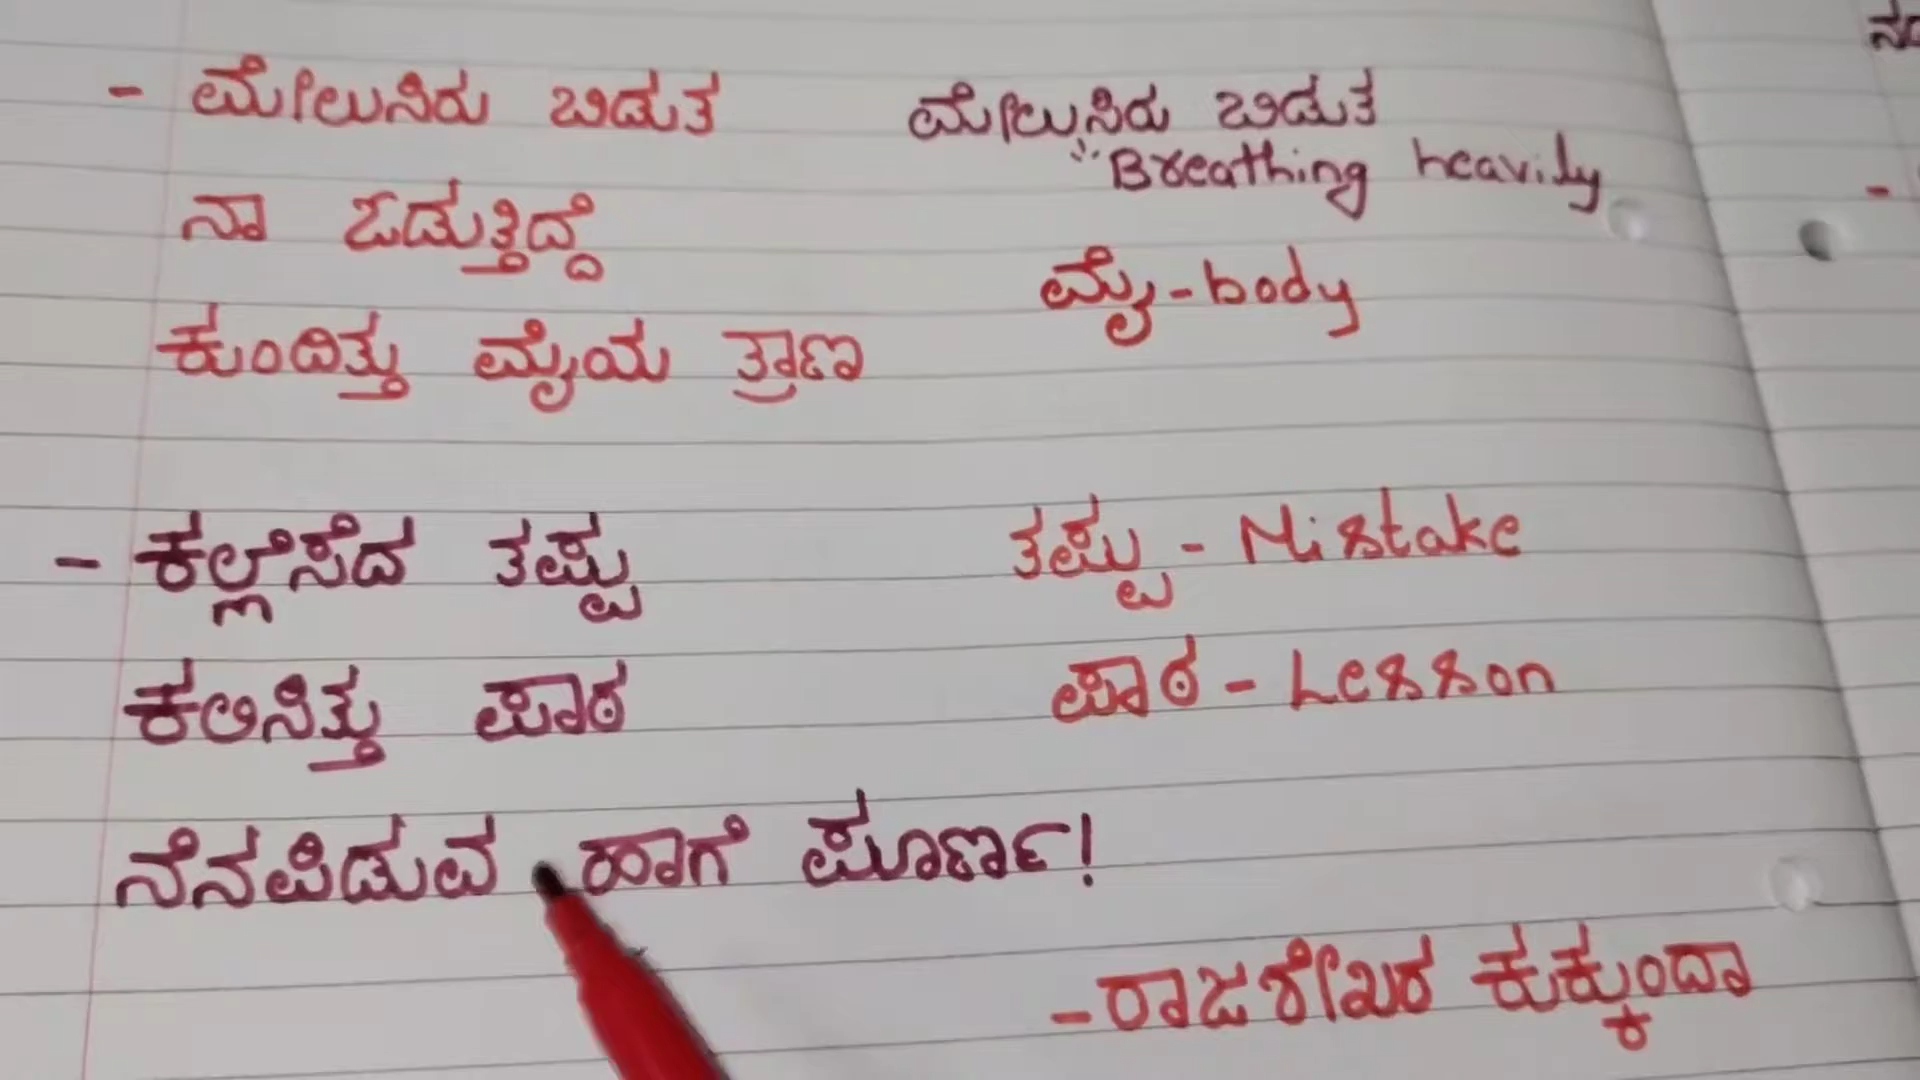 - ಮೇಲುಸಿರು ಬಿಡುತ
ನಾ ಓಡುತ್ತಿದ್ದೆ
ಕುಂದಿತ್ತು ಮೈಯ ತ್ರಾಣ
ಮೇಲುಸಿರು ಬಿಡುತ
Breathing heavily
ಮೈ - body
- ಕಲ್ಲೆಸೆದ ತಪ್ಪು
ಕಲಿಸಿತ್ತು ಪಾಠ
ನೆನಪಿಡುವ ಹಾಗೆ ಪೂರ್ಣ!
ತಪ್ಪು - Mistake
ಪಾಠ - Lesson
- ರಾಜಶೇಖರ ಕುಕ್ಕುಂದಾ